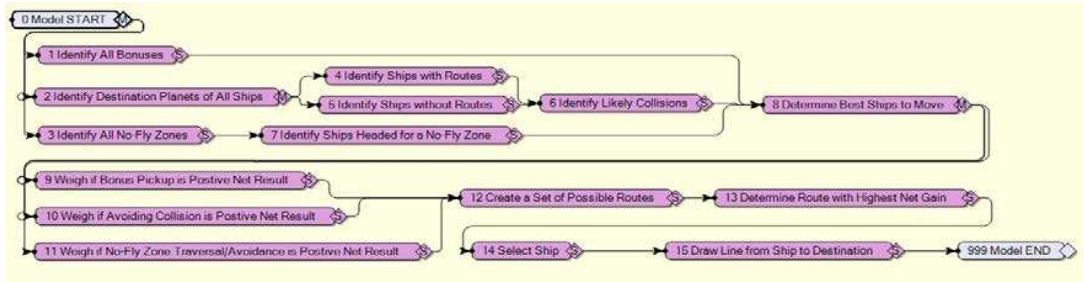 0 Model START M
1 Identify All Bonuses S
4 Identify Ships with Routes S
2 Identify Destination Planets of All Ships M
5 Identify Ships without Routes S
6 Identify Likely Collisions S
8 Determine Best Ships to Move M
3 Identify All No-Fly Zones S
7 Identify Ships Headed for a No Fly Zone S
9 Weigh if Bonus Pickup is Postive Net Result S
12 Create a Set of Possible Routes S
13 Determine Route with Highest Net Gain S
10 Weigh if Avoiding Collision is Postive Net Result S
11 Weigh if No-Fly Zone Traversal/Avoidance is Postive Net Result S
14 Select Ship S
15 Draw Line from Ship to Destination S
999 Model END